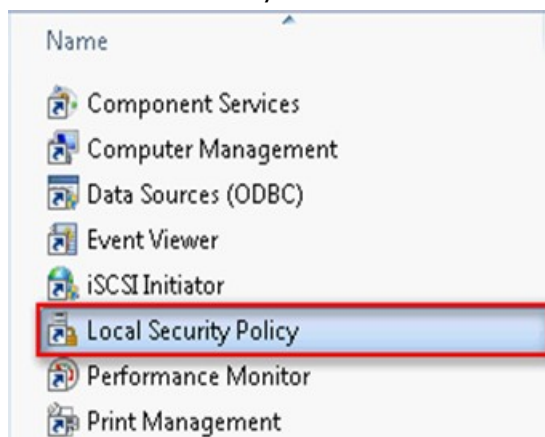 Name
Component Services
Computer Management
Data Sources (ODBC)
Event Viewer
iSCSI Initiator
Local Security Policy
Performance Monitor
Print Management